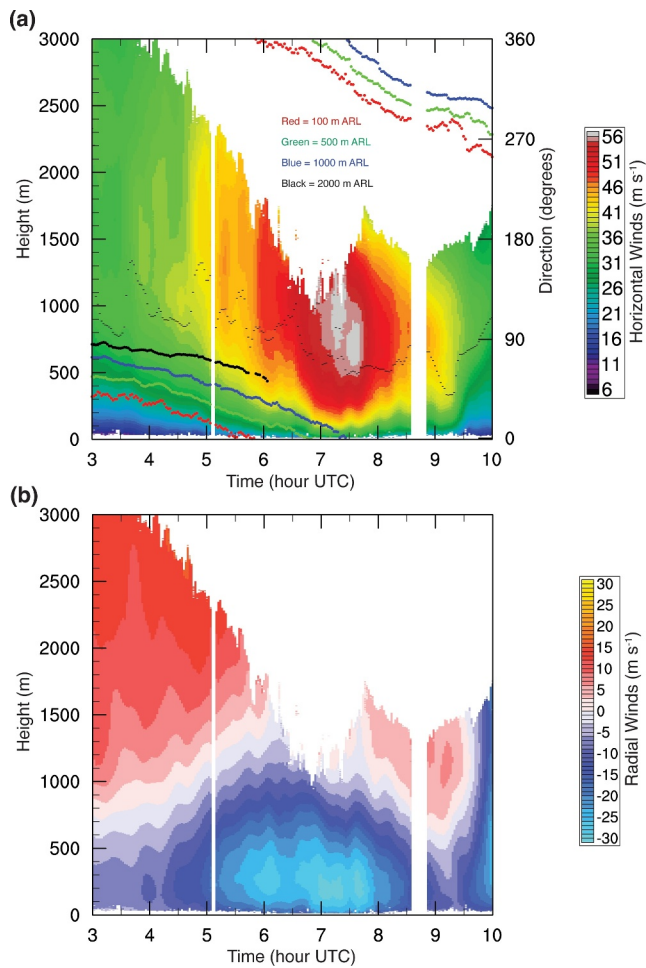 (a)
3000
2500
2000
1500
1000
500
0
Height (m)
Red = 100 m ARL
Green = 500 m ARL
Blue = 1000 m ARL
Black = 2000 m ARL
360
270
180
90
0
Direction (degrees)
56
51
46
41
36
31
26
21
16
11
6
Horizontal Winds (m s⁻¹)
3 4 5 6 7 8 9 10
Time (hour UTC)
(b)
3000
2500
2000
1500
1000
500
0
Height (m)
30
25
20
15
10
5
0
-5
-10
-15
-20
-25
-30
Radial Winds (m s⁻¹)
3 4 5 6 7 8 9 10
Time (hour UTC)